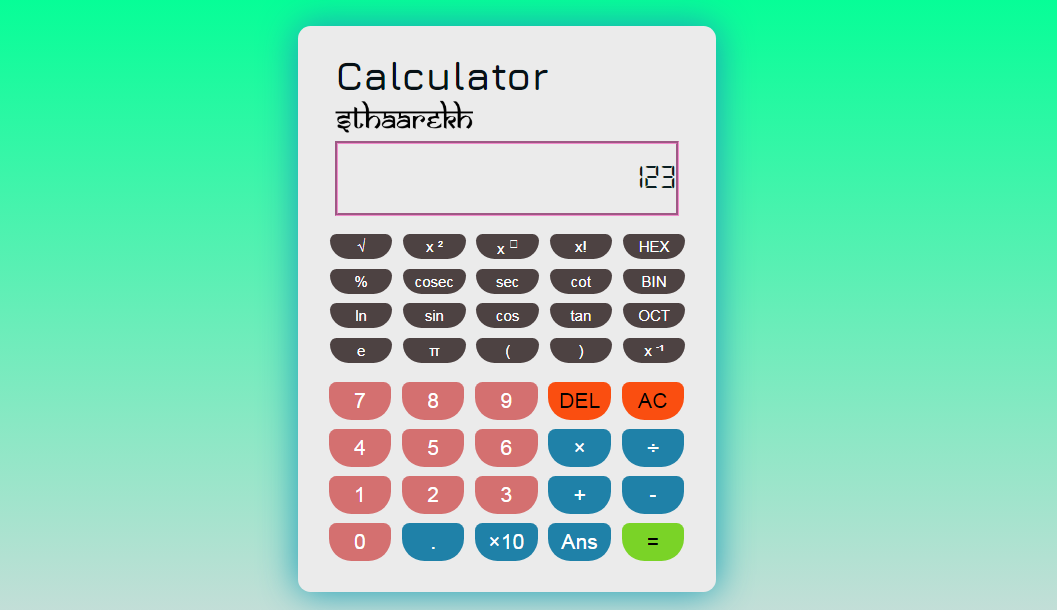 Calculator
sthaarekh
123
√ x ² x □ x! HEX
% cosec sec cot BIN
ln sin cos tan OCT
e π ( ) x ⁻¹
7 8 9 DEL AC
4 5 6 × ÷
1 2 3 + -
0 . ×10 Ans =